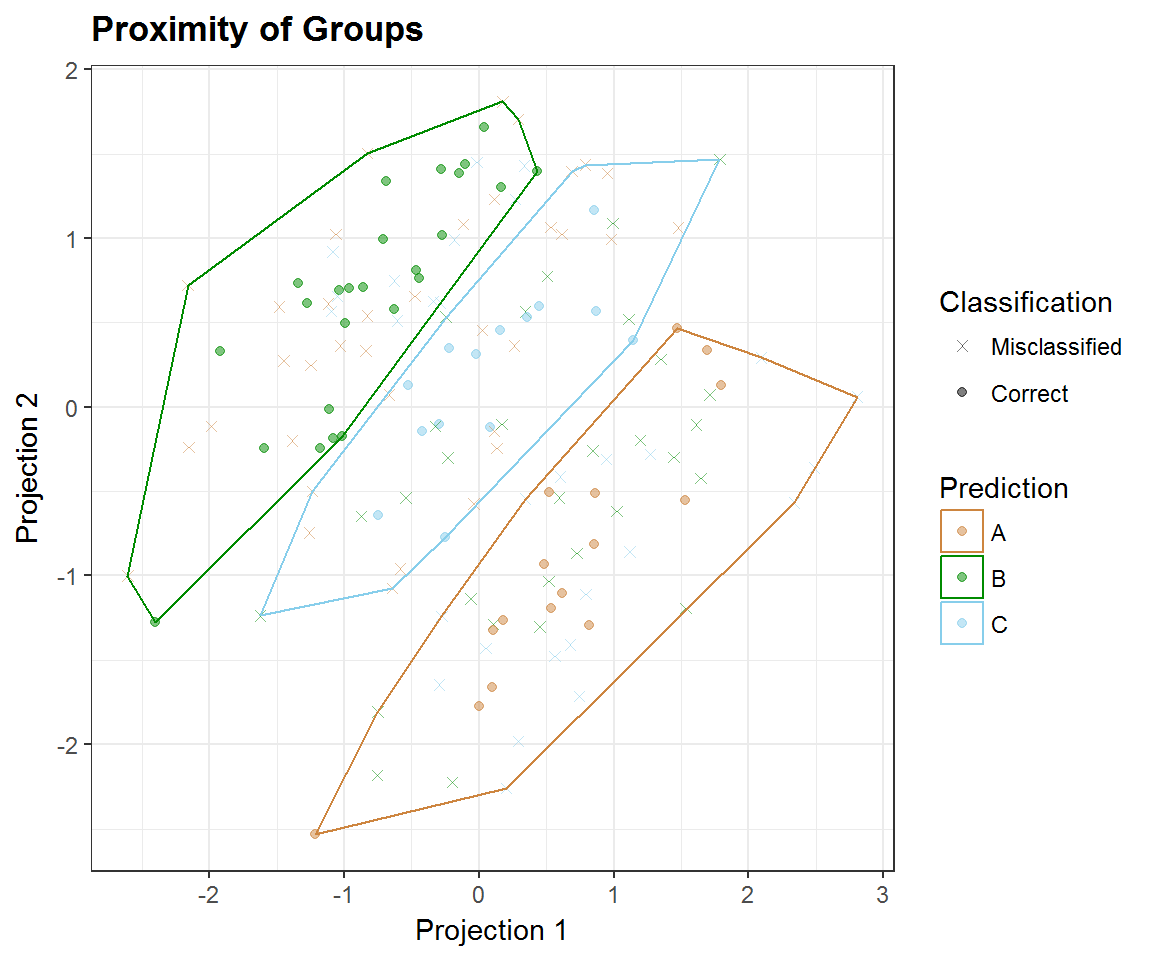 Proximity of Groups
2
1
0
-1
-2
Projection 2
-2
-1
0
1
2
3
Projection 1
Classification
Misclassified
Correct
Prediction
A
B
C